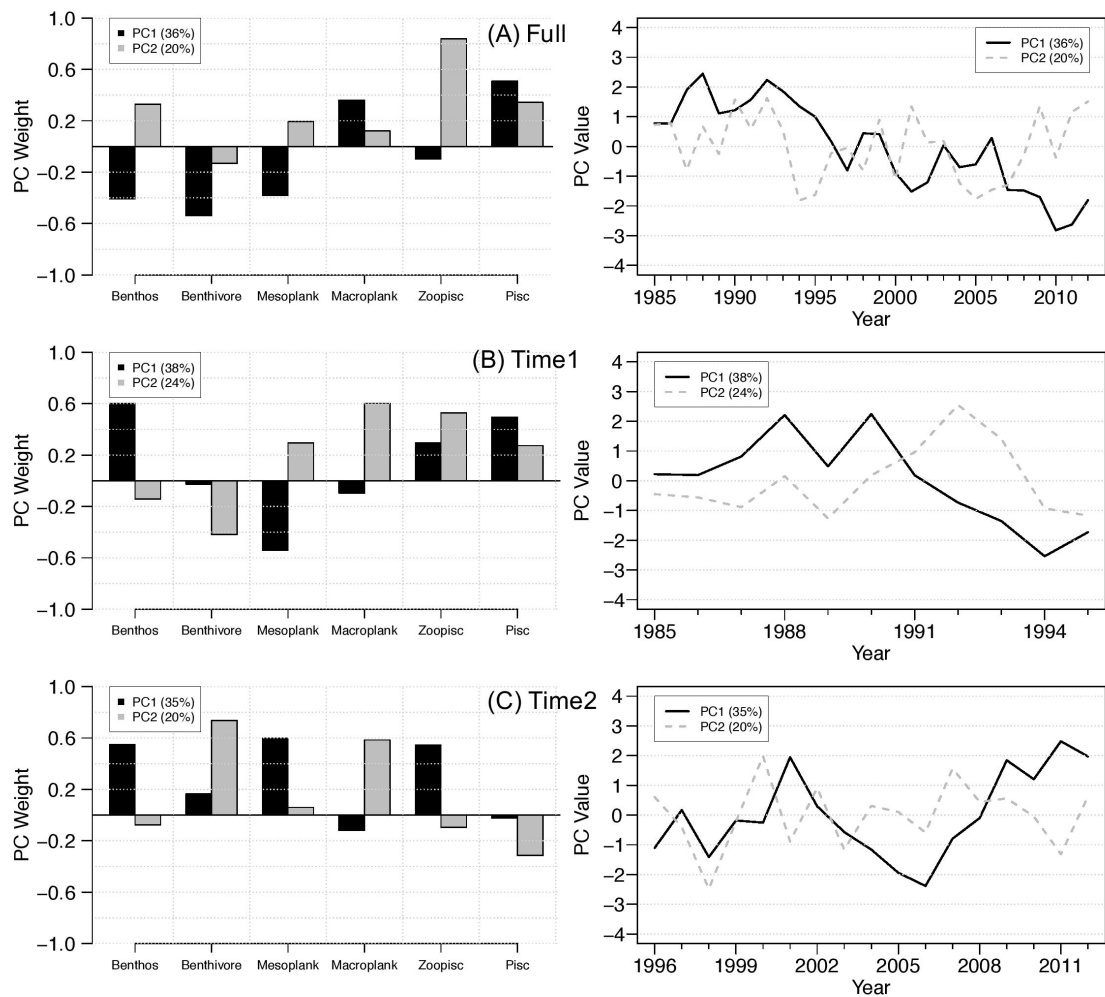 (A) Full
PC1 (36%)
PC2 (20%)
PC Weight
1.0
0.6
0.2
−0.2
−0.6
−1.0
Benthos Benthivore Mesoplank Macroplank Zoopisc Pisc
PC1 (36%)
PC2 (20%)
PC Value
4
3
2
1
0
−1
−2
−3
−4
1985 1990 1995 2000 2005 2010
Year
(B) Time1
PC1 (38%)
PC2 (24%)
PC Weight
1.0
0.6
0.2
−0.2
−0.6
−1.0
Benthos Benthivore Mesoplank Macroplank Zoopisc Pisc
PC1 (38%)
PC2 (24%)
PC Value
4
3
2
1
0
−1
−2
−3
−4
1985 1988 1991 1994
Year
(C) Time2
PC1 (35%)
PC2 (20%)
PC Weight
1.0
0.6
0.2
−0.2
−0.6
−1.0
Benthos Benthivore Mesoplank Macroplank Zoopisc Pisc
PC1 (35%)
PC2 (20%)
PC Value
4
3
2
1
0
−1
−2
−3
−4
1996 1999 2002 2005 2008 2011
Year